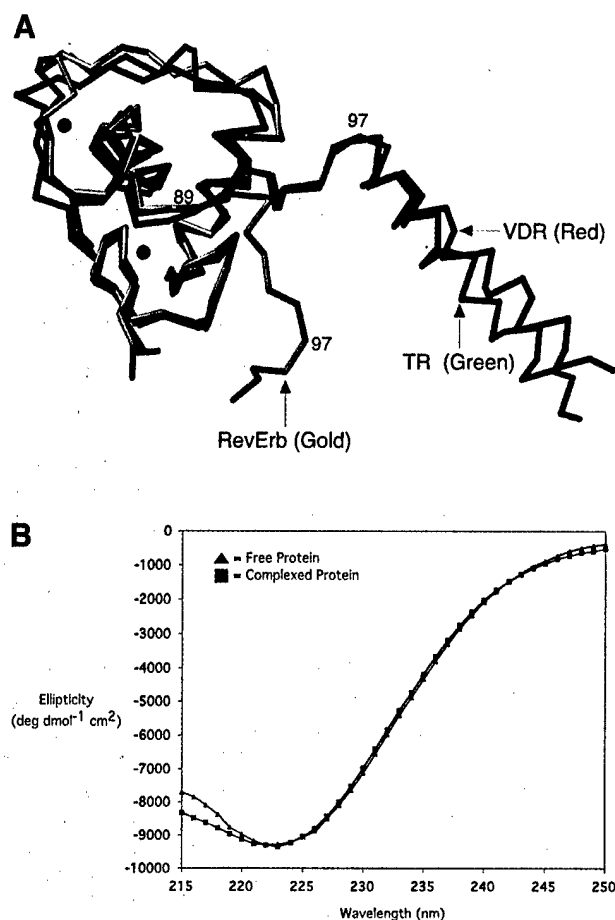 A
97
89
VDR (Red)
97
TR (Green)
RevErb (Gold)
B
0
-1000
-2000
-3000
-4000
-5000
-6000
-7000
-8000
-9000
-10000
▲ = Free Protein
■ = Complexed Protein
Ellipticity
(deg dmol-1 cm2)
215 220 225 230 235 240 245 250
Wavelength (nm)